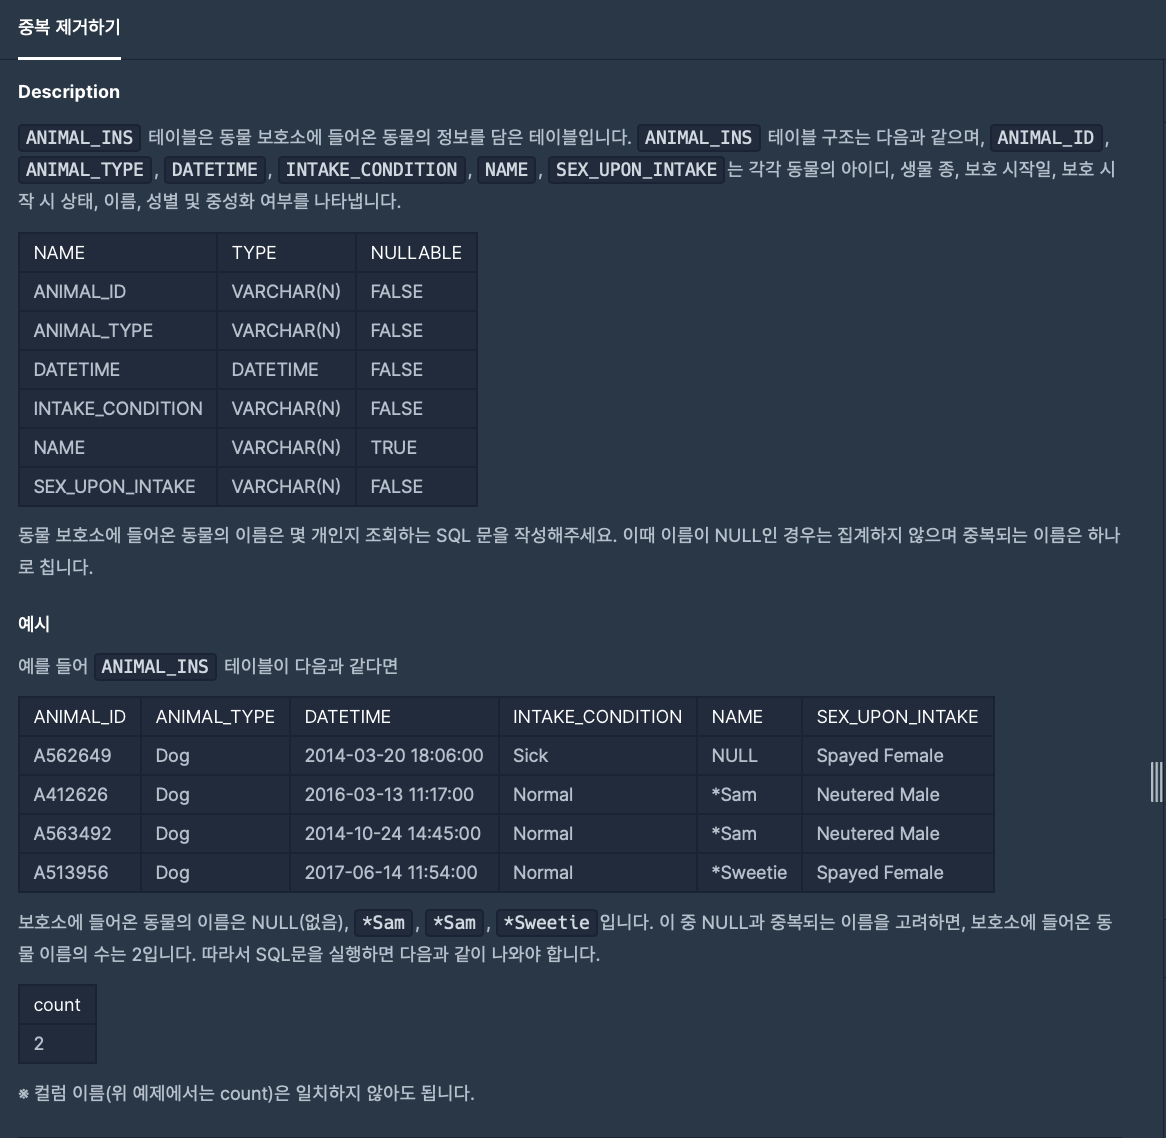 중복 제거하기
Description
ANIMAL_INS 테이블은 동물 보호소에 들어온 동물의 정보를 담은 테이블입니다. ANIMAL_INS 테이블 구조는 다음과 같으며, ANIMAL_ID,
ANIMAL_TYPE, DATETIME, INTAKE_CONDITION, NAME, SEX_UPON_INTAKE는 각각 동물의 아이디, 생물 종, 보호 시작일, 보호 시
작 시 상태, 이름, 성별 및 중성화 여부를 나타냅니다.
NAME TYPE NULLABLE
ANIMAL_ID VARCHAR(N) FALSE
ANIMAL_TYPE VARCHAR(N) FALSE
DATETIME DATETIME FALSE
INTAKE_CONDITION VARCHAR(N) FALSE
NAME VARCHAR(N) TRUE
SEX_UPON_INTAKE VARCHAR(N) FALSE
동물 보호소에 들어온 동물의 이름은 몇 개인지 조회하는 SQL 문을 작성해주세요. 이때 이름이 NULL인 경우는 집계하지 않으며 중복되는 이름은 하나
로 칩니다.
예시
예를 들어 ANIMAL_INS 테이블이 다음과 같다면
ANIMAL_ID ANIMAL_TYPE DATETIME INTAKE_CONDITION NAME SEX_UPON_INTAKE
A562649 Dog 2014-03-20 18:06:00 Sick NULL Spayed Female
A412626 Dog 2016-03-13 11:17:00 Normal *Sam Neutered Male
A563492 Dog 2014-10-24 14:45:00 Normal *Sam Neutered Male
A513956 Dog 2017-06-14 11:54:00 Normal *Sweetie Spayed Female
보호소에 들어온 동물의 이름은 NULL(없음), *Sam, *Sam, *Sweetie입니다. 이 중 NULL과 중복되는 이름을 고려하면, 보호소에 들어온 동
물 이름의 수는 2입니다. 따라서 SQL문을 실행하면 다음과 같이 나와야 합니다.
count
2
※ 컬럼 이름(위 예제에서는 count)은 일치하지 않아도 됩니다.